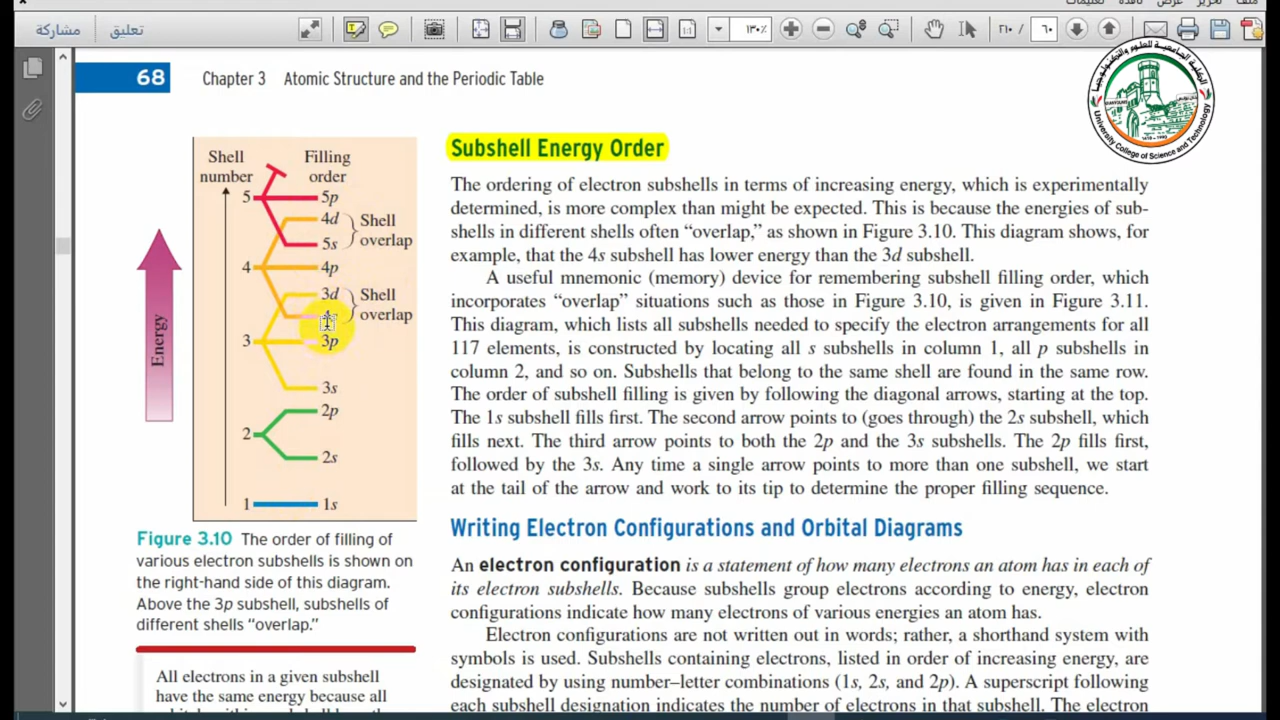 ملف تحرير عرض نافذة تعليمات
مشاركة
تعليق
١٣٠٪
٢١٠ /
٦٠
68 Chapter 3 Atomic Structure and the Periodic Table
University College of Science and Technology
Shell number
Filling order
5
5p
4d
5s
Shell overlap
4
4p
3d
Shell overlap
3
3p
3s
2p
2
2s
1
1s
Energy
Figure 3.10 The order of filling of
various electron subshells is shown on
the right-hand side of this diagram.
Above the 3p subshell, subshells of
different shells “overlap.”
All electrons in a given subshell
have the same energy because all
Subshell Energy Order
The ordering of electron subshells in terms of increasing energy, which is experimentally
determined, is more complex than might be expected. This is because the energies of sub-
shells in different shells often “overlap,” as shown in Figure 3.10. This diagram shows, for
example, that the 4s subshell has lower energy than the 3d subshell.
A useful mnemonic (memory) device for remembering subshell filling order, which
incorporates “overlap” situations such as those in Figure 3.10, is given in Figure 3.11.
This diagram, which lists all subshells needed to specify the electron arrangements for all
117 elements, is constructed by locating all s subshells in column 1, all p subshells in
column 2, and so on. Subshells that belong to the same shell are found in the same row.
The order of subshell filling is given by following the diagonal arrows, starting at the top.
The 1s subshell fills first. The second arrow points to (goes through) the 2s subshell, which
fills next. The third arrow points to both the 2p and the 3s subshells. The 2p fills first,
followed by the 3s. Any time a single arrow points to more than one subshell, we start
at the tail of the arrow and work to its tip to determine the proper filling sequence.
Writing Electron Configurations and Orbital Diagrams
An electron configuration is a statement of how many electrons an atom has in each of
its electron subshells. Because subshells group electrons according to energy, electron
configurations indicate how many electrons of various energies an atom has.
Electron configurations are not written out in words; rather, a shorthand system with
symbols is used. Subshells containing electrons, listed in order of increasing energy, are
designated by using number–letter combinations (1s, 2s, and 2p). A superscript following
each subshell designation indicates the number of electrons in that subshell. The electron